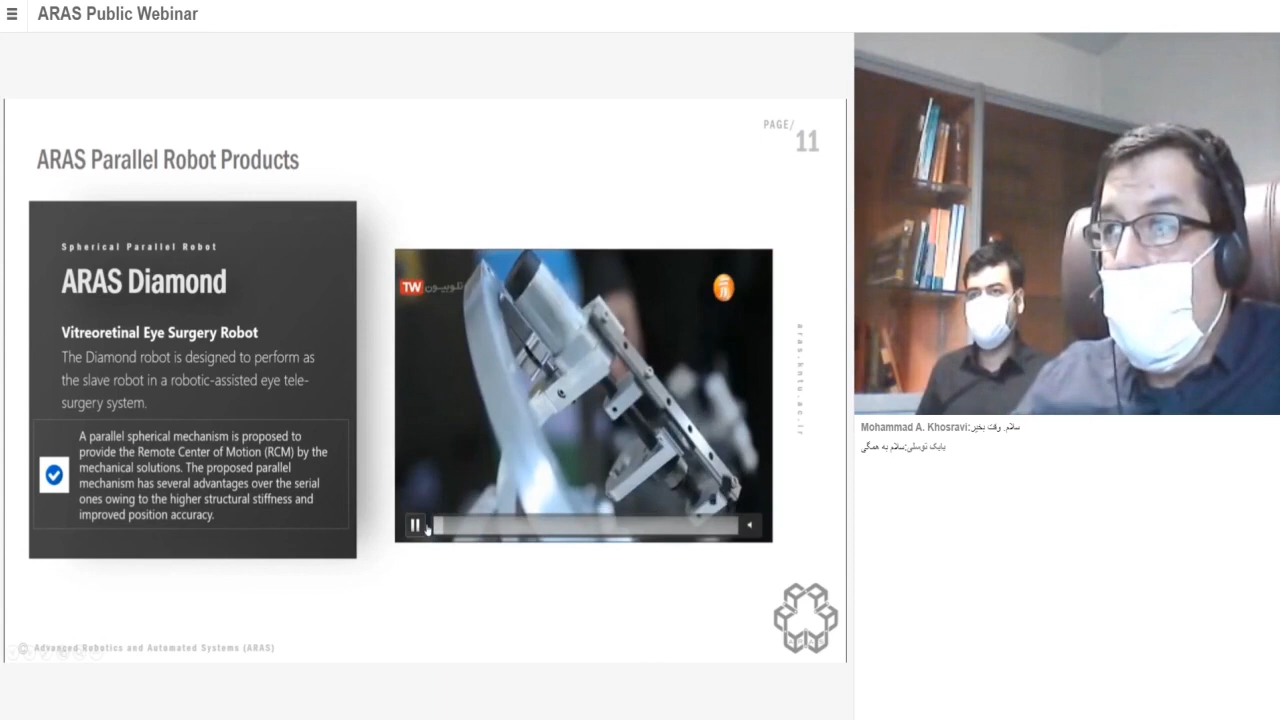 ARAS Public Webinar
PAGE/
11
ARAS Parallel Robot Products
Spherical Parallel Robot
ARAS Diamond
Vitreoretinal Eye Surgery Robot
The Diamond robot is designed to perform as
the slave robot in a robotic-assisted eye tele-
surgery system.
A parallel spherical mechanism is proposed to
provide the Remote Center of Motion (RCM) by the
mechanical solutions. The proposed parallel
mechanism has several advantages over the serial
ones owing to the higher structural stiffness and
improved position accuracy.
TW تلوبیون
aras.kntu.ac.ir
© Advanced Robotics and Automated Systems (ARAS)
Mohammad A. Khosravi: سلام. وقت بخیر
بابک توسلی: سلام به همگی